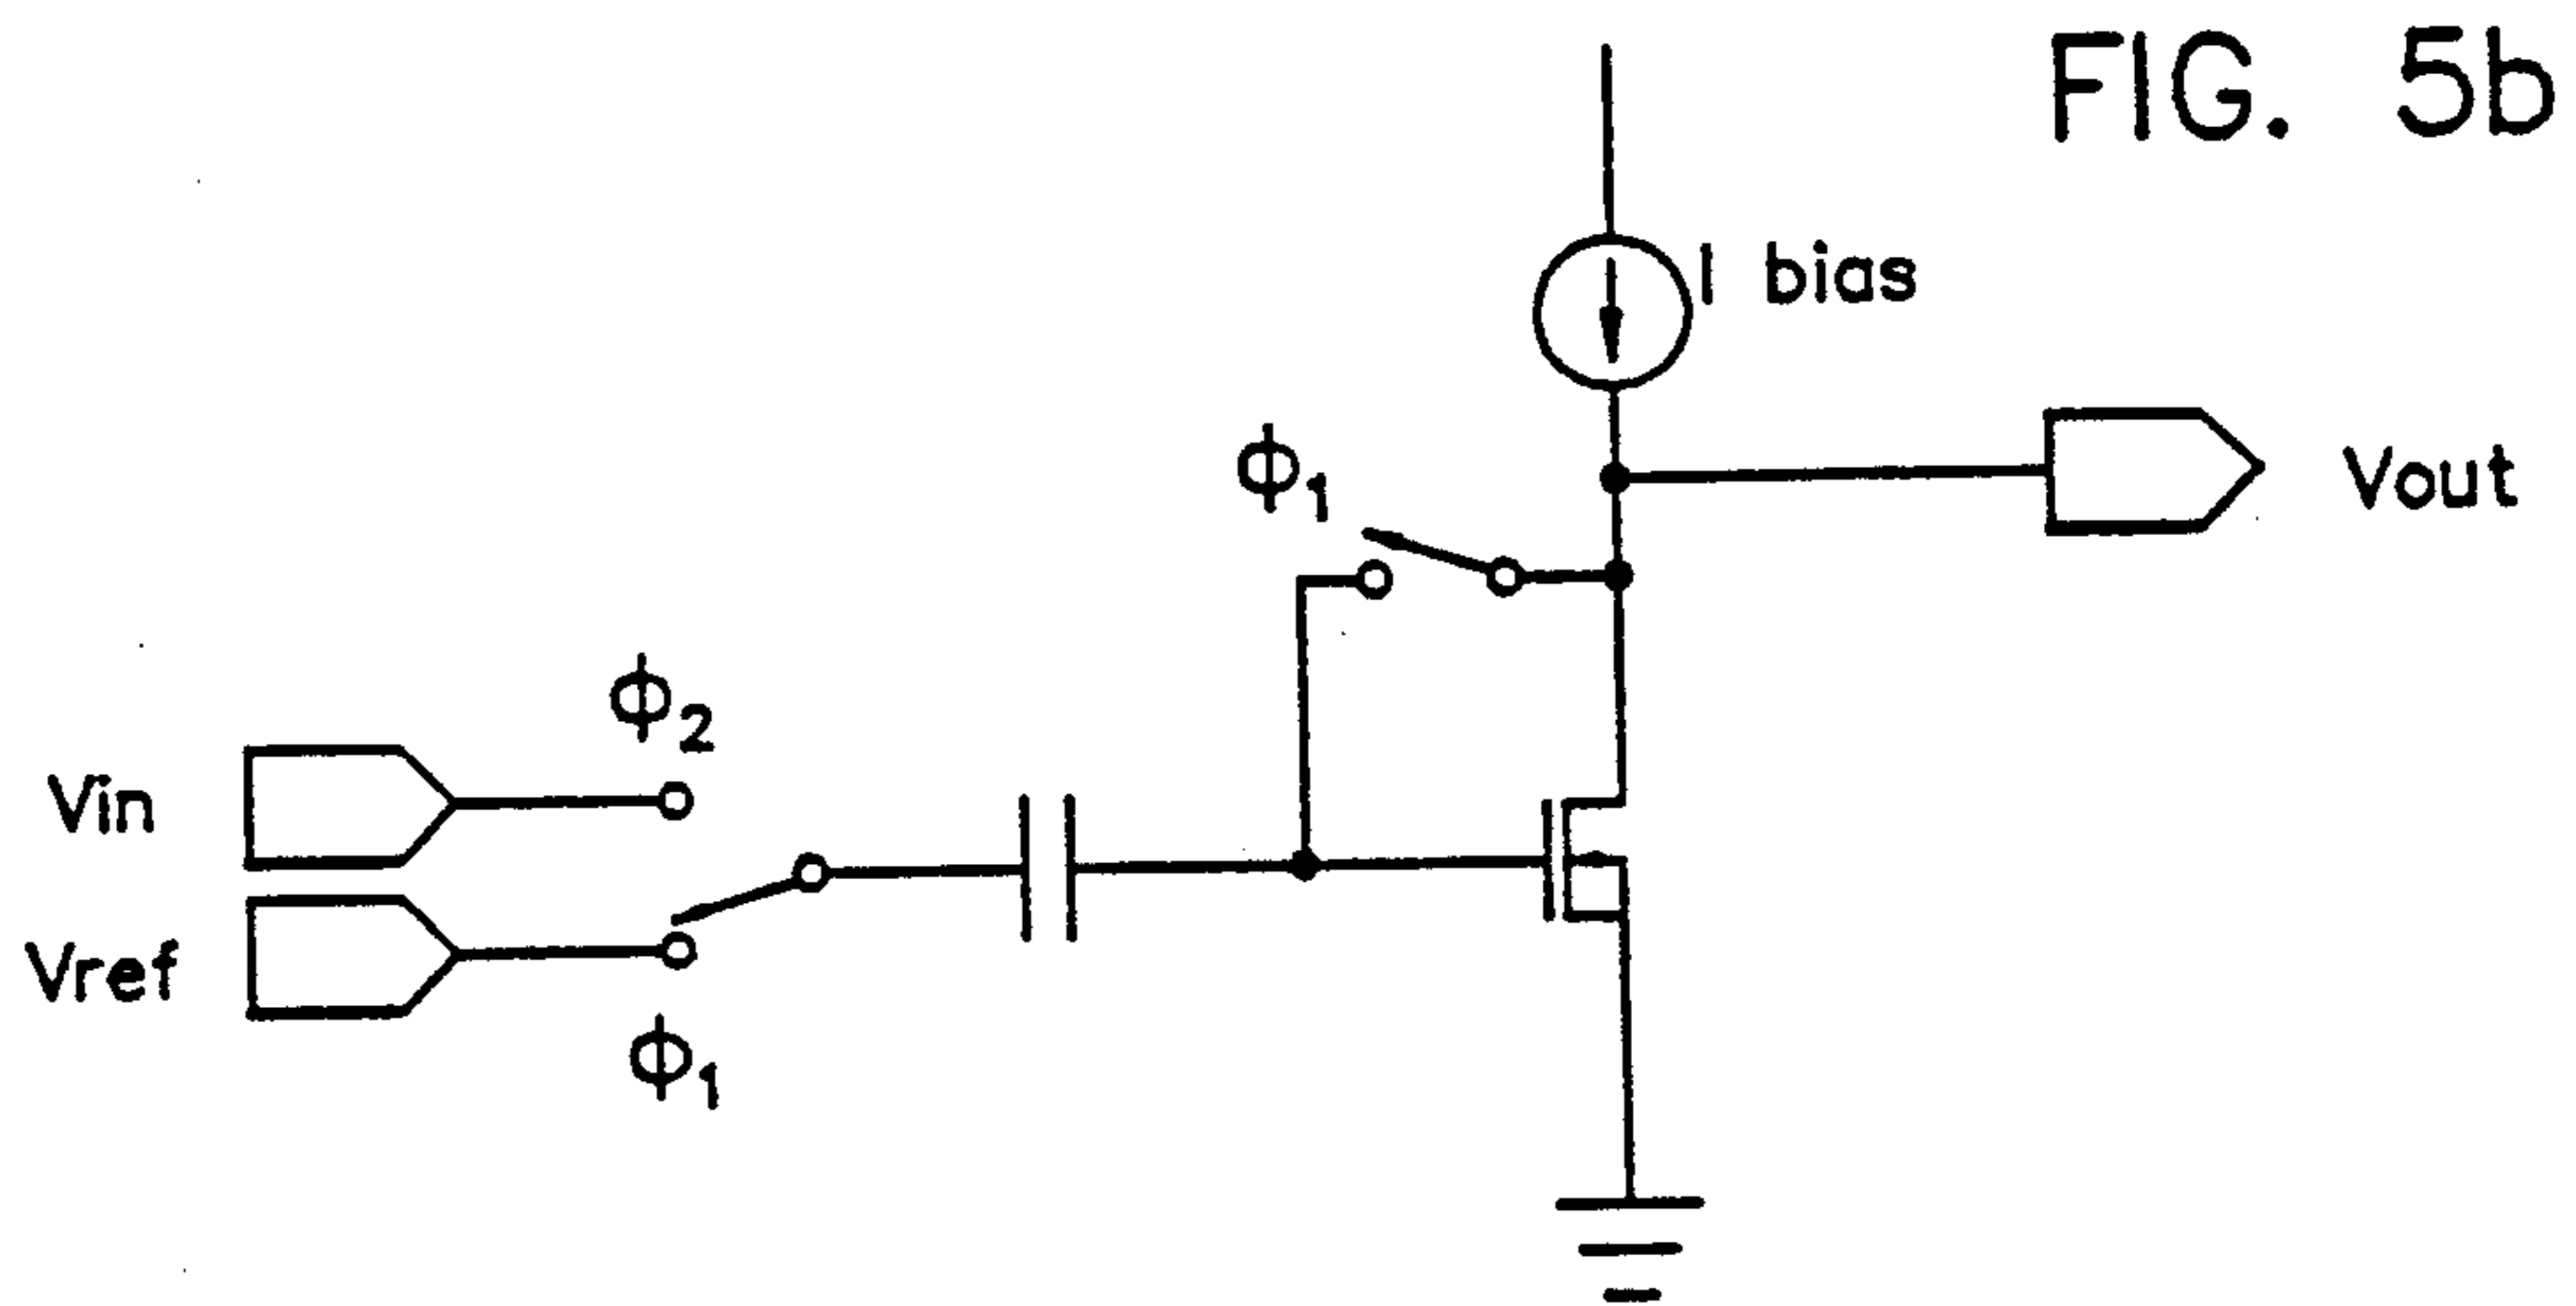 FIG. 5b
I bias
ϕ1
Vout
ϕ2
Vin
Vref
ϕ1